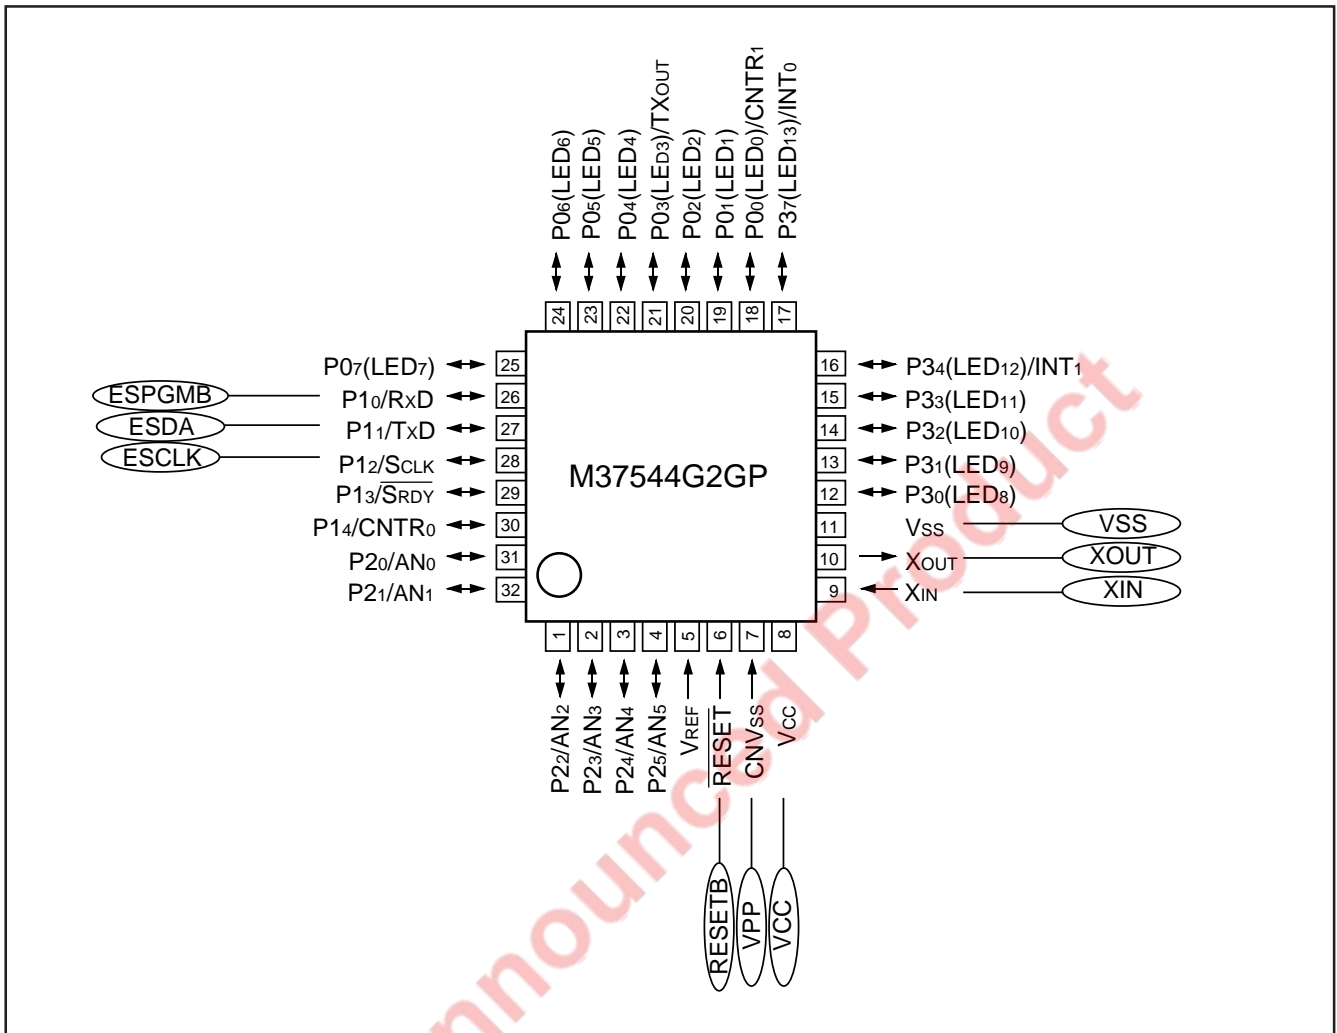 P06(LED6)
P05(LED5)
P04(LED4)
P03(LED3)/TXOUT
P02(LED2)
P01(LED1)
P00(LED0)/CNTR1
P37(LED13)/INT0
24 23 22 21 20 19 18 17
P07(LED7) 25
ESPGMB P10/RXD 26
ESDA P11/TXD 27
ESCLK P12/SCLK 28
P13/SRDY 29
P14/CNTR0 30
P20/AN0 31
P21/AN1 32
M37544G2GP
16 P34(LED12)/INT1
15 P33(LED11)
14 P32(LED10)
13 P31(LED9)
12 P30(LED8)
11 VSS VSS
10 XOUT XOUT
9 XIN XIN
1 2 3 4 5 6 7 8
P22/AN2
P23/AN3
P24/AN4
P25/AN5
VREF
RESET
CNVSS
VCC
RESETB
VPP
VCC
nnounced Product